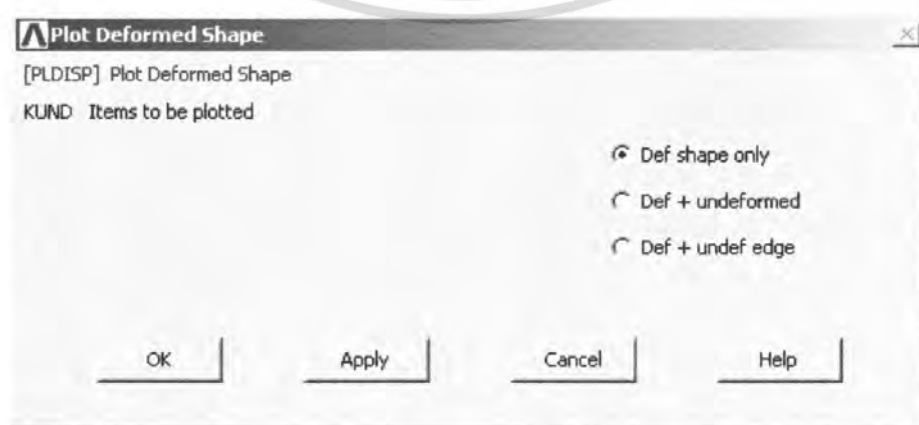 Plot Deformed Shape
[PLDISP] Plot Deformed Shape
KUND Items to be plotted
Def shape only
Def + undeformed
Def + undef edge
OK Apply Cancel Help